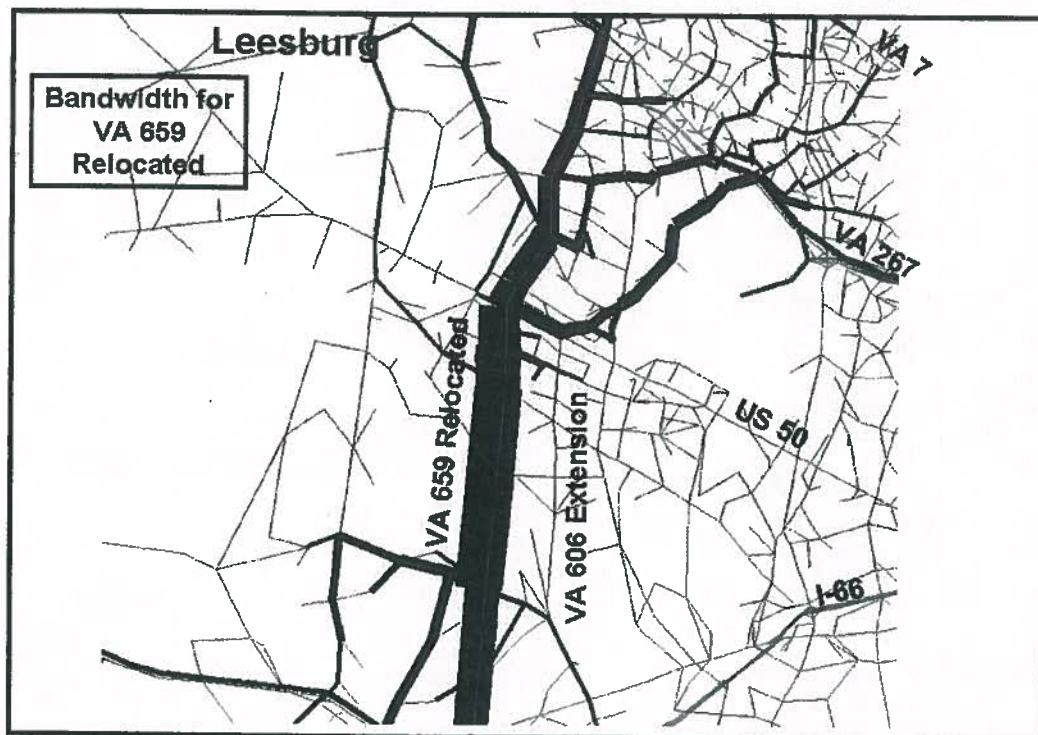 Leesburg
VA 7
Bandwidth for
VA 659
Relocated
VA 267
VA 659 Relocated
VA 606 Extension
US 50
I-66